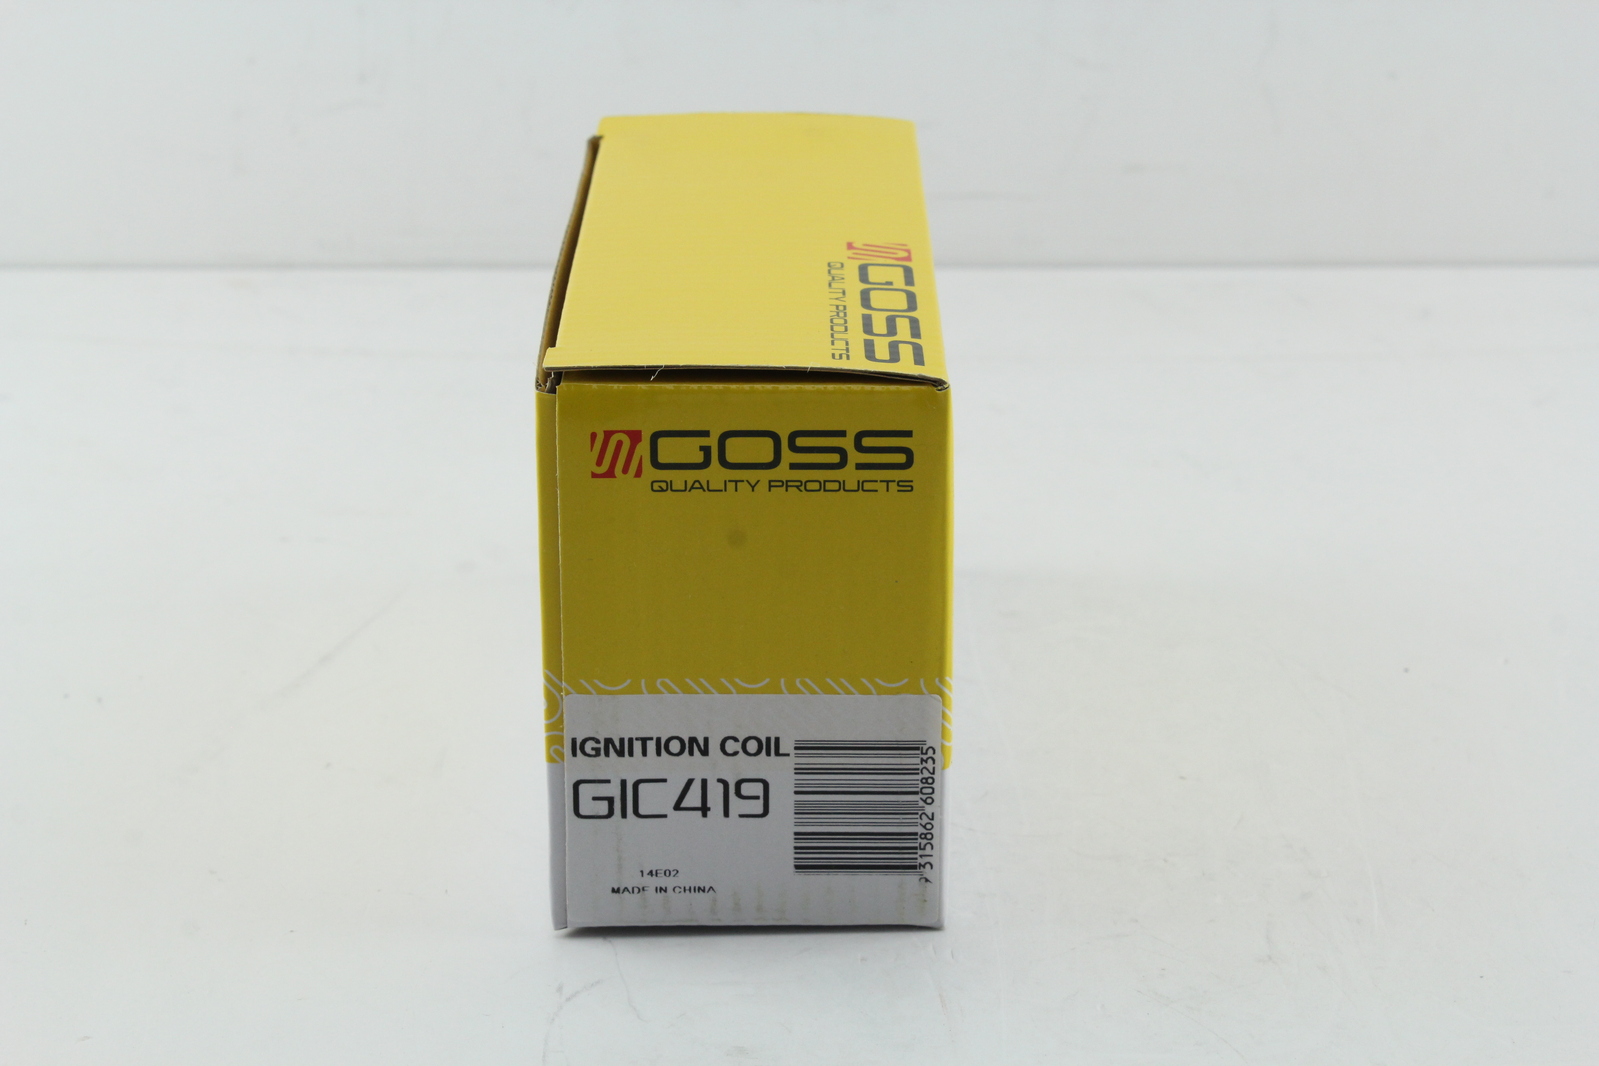 GOSS
QUALITY PRODUCTS
GOSS
QUALITY PRODUCTS
IGNITION COIL
GIC419
9 315862 608235
14E02
MADE IN CHINA